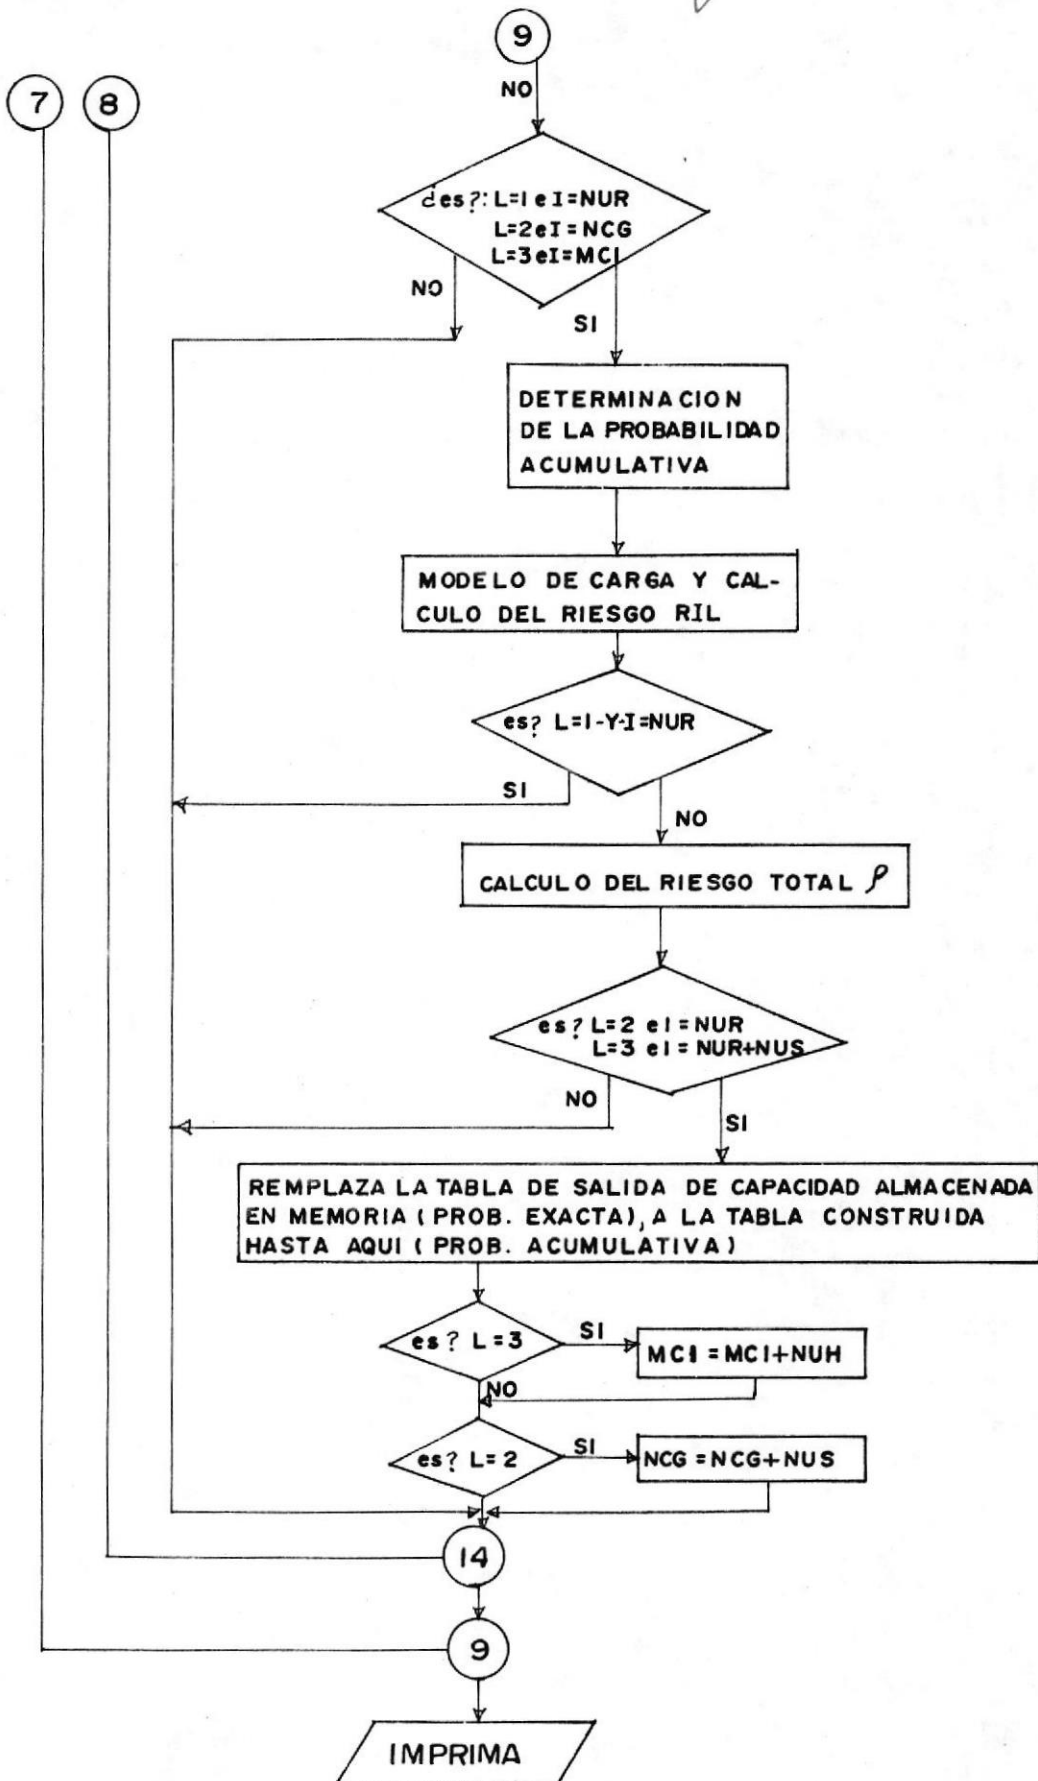 9
7
8
NO
¿es?: L=1 e I=NUR
L=2 e I=NCG
L=3 e I=MCI
NO
SI
DETERMINACION
DE LA PROBABILIDAD
ACUMULATIVA
MODELO DE CARGA Y CAL-
CULO DEL RIESGO RIL
es? L=1-Y-I=NUR
SI
NO
CALCULO DEL RIESGO TOTAL ρ
es? L=2 e I=NUR
L=3 e I=NUR+NUS
NO
SI
REMPLAZA LA TABLA DE SALIDA DE CAPACIDAD ALMACENADA
EN MEMORIA (PROB. EXACTA), A LA TABLA CONSTRUIDA
HASTA AQUI (PROB. ACUMULATIVA)
es? L=3
SI
MCI=MCI+NUH
NO
es? L=2
SI
NCG=NCG+NUS
14
9
IMPRIMA